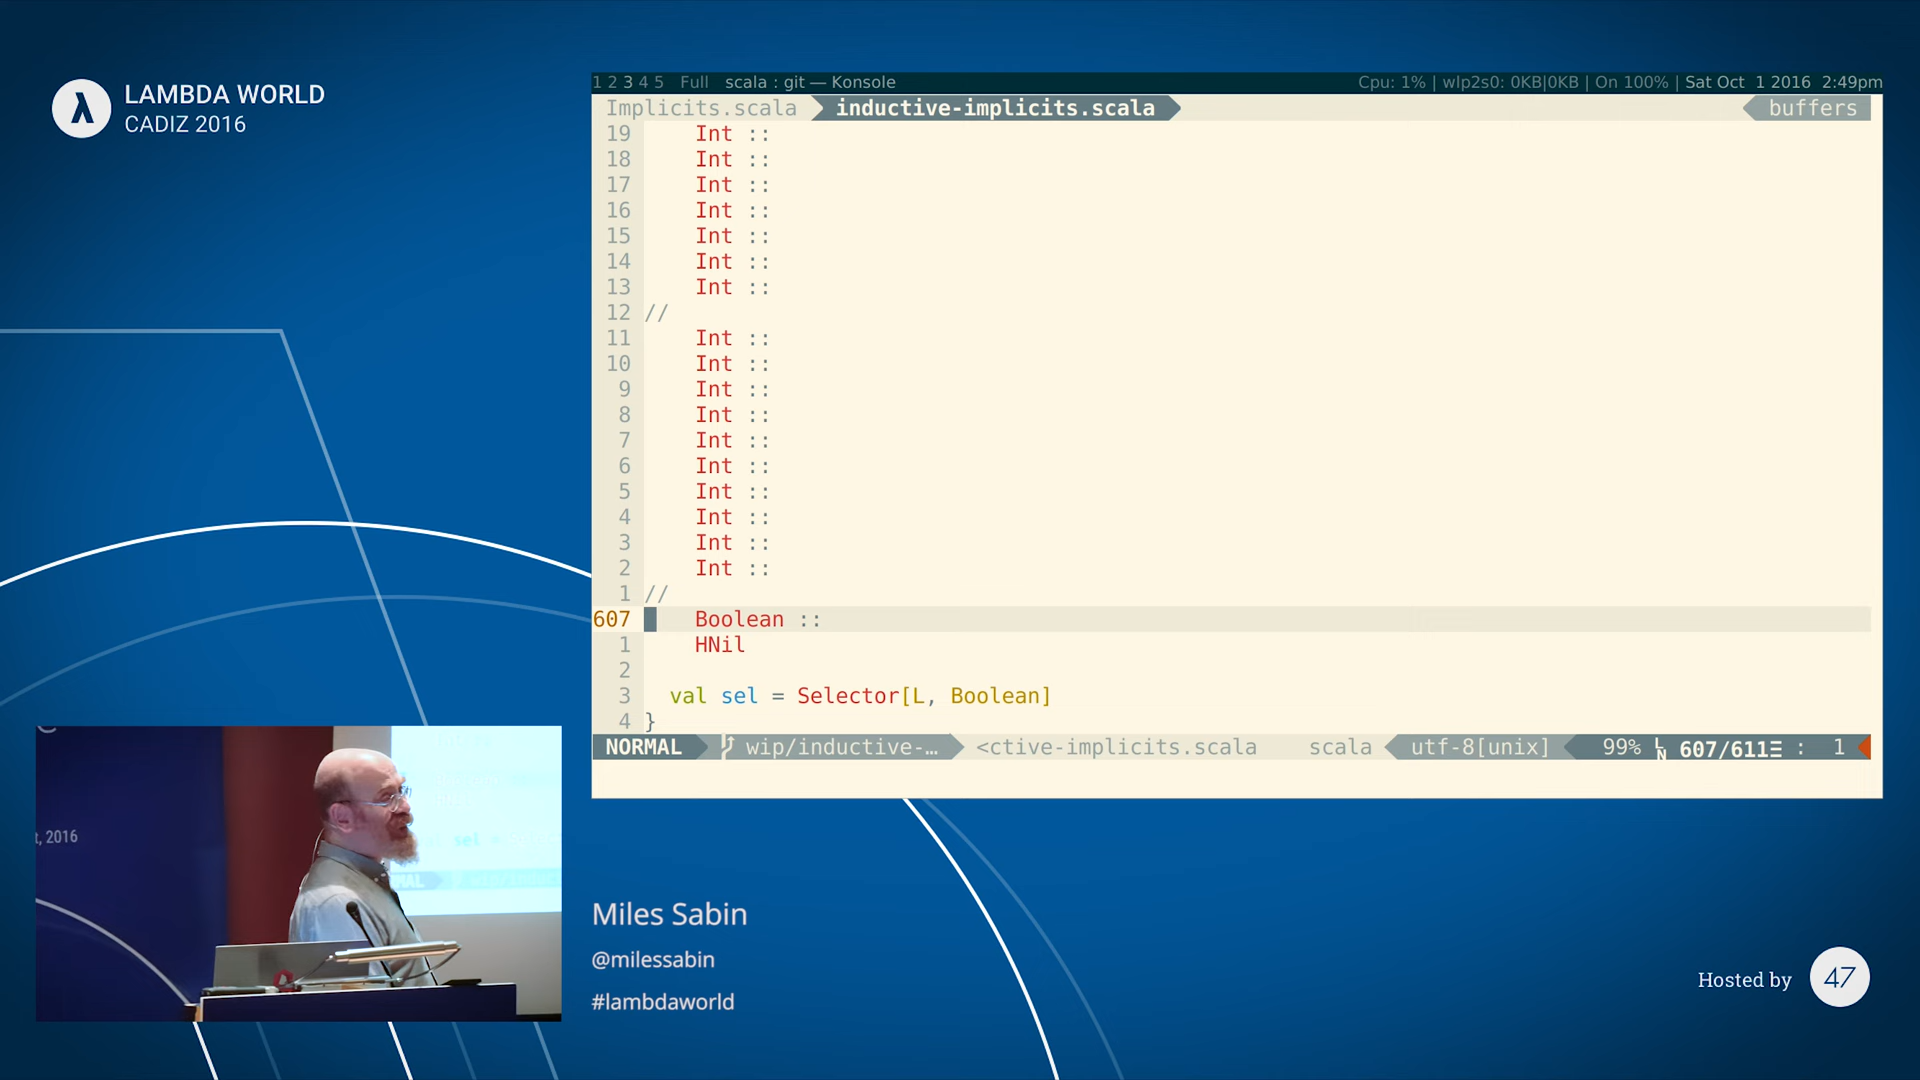 LAMBDA WORLD
CADIZ 2016
1 2 3 4 5 Full scala : git — Konsole Cpu: 1% | wlp2s0: 0KB|0KB | On 100% | Sat Oct 1 2016 2:49pm
Implicits.scala inductive-implicits.scala buffers
19 Int ::
18 Int ::
17 Int ::
16 Int ::
15 Int ::
14 Int ::
13 Int ::
12 //
11 Int ::
10 Int ::
9 Int ::
8 Int ::
7 Int ::
6 Int ::
5 Int ::
4 Int ::
3 Int ::
2 Int ::
1 //
607 Boolean ::
1 HNil
2
3 val sel = Selector[L, Boolean]
4 }
NORMAL wip/inductive-… <ctive-implicits.scala scala utf-8[unix] 99% 607/611☰ : 1
t, 2016
sel =
Miles Sabin
@milessabin
#lambdaworld
Hosted by 47